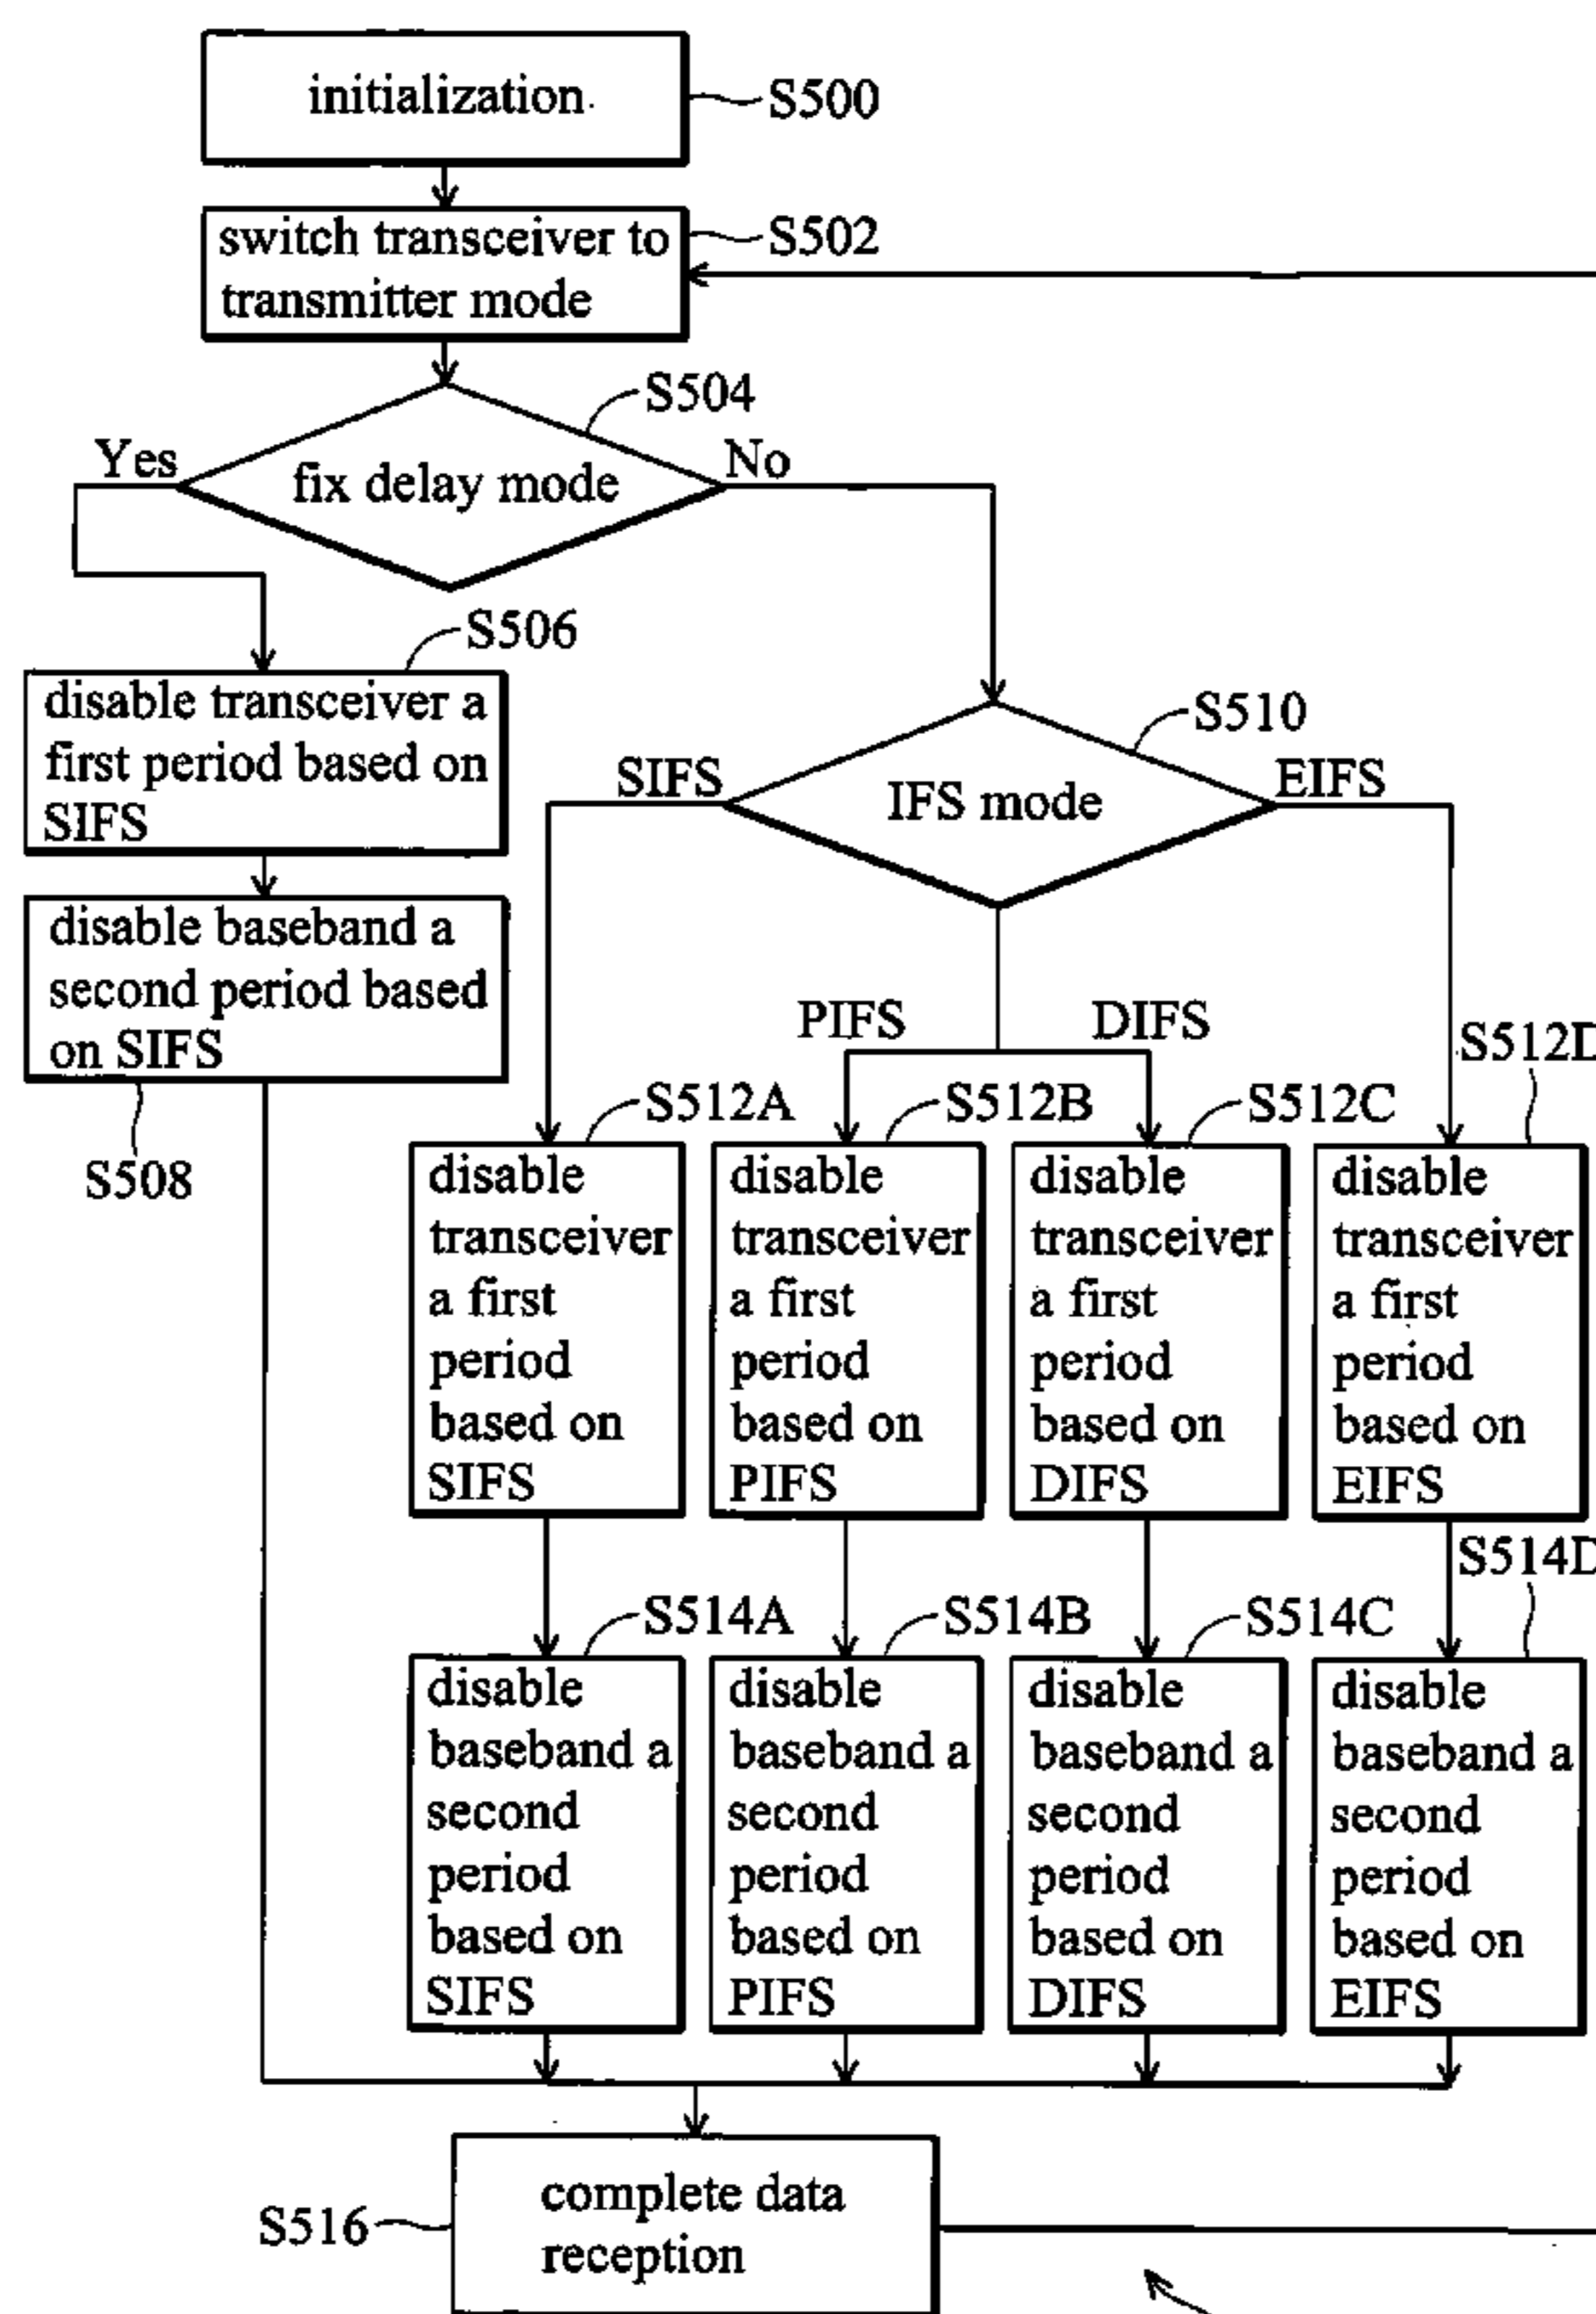 initialization
S500
switch transceiver to
transmitter mode
S502
S504
Yes
fix delay mode
No
S506
disable transceiver a
first period based on
SIFS
S510
SIFS
IFS mode
EIFS
disable baseband a
second period based
on SIFS
S508
PIFS
DIFS
S512A
S512B
S512C
S512D
disable
transceiver
a first
period
based on
SIFS
disable
transceiver
a first
period
based on
PIFS
disable
transceiver
a first
period
based on
DIFS
disable
transceiver
a first
period
based on
EIFS
S514A
S514B
S514C
S514D
disable
baseband a
second
period
based on
SIFS
disable
baseband a
second
period
based on
PIFS
disable
baseband a
second
period
based on
DIFS
disable
baseband a
second
period
based on
EIFS
S516
complete data
reception